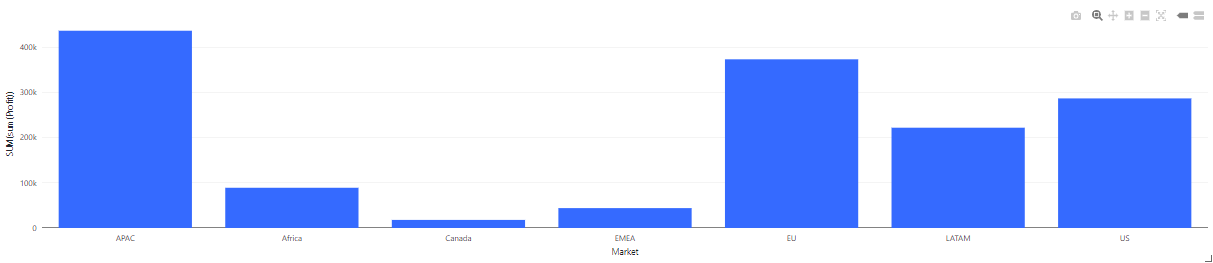 SUM(sum (Profit))
400k
300k
200k
100k
0
APAC Africa Canada EMEA EU LATAM US
Market